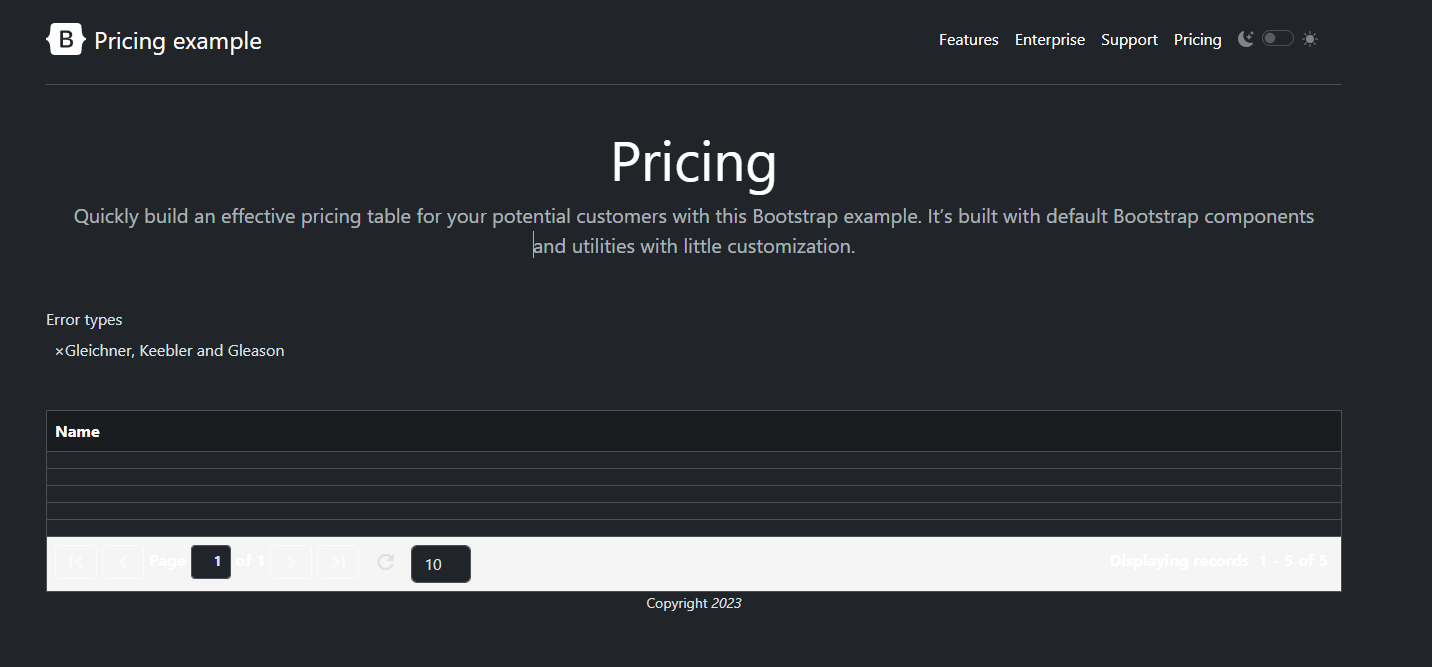 B Pricing example
Features Enterprise Support Pricing
Pricing
Quickly build an effective pricing table for your potential customers with this Bootstrap example. It’s built with default Bootstrap components
and utilities with little customization.
Error types
×Gleichner, Keebler and Gleason
Name
Page 1 of 1 10 Displaying records 1 - 5 of 5
Copyright 2023